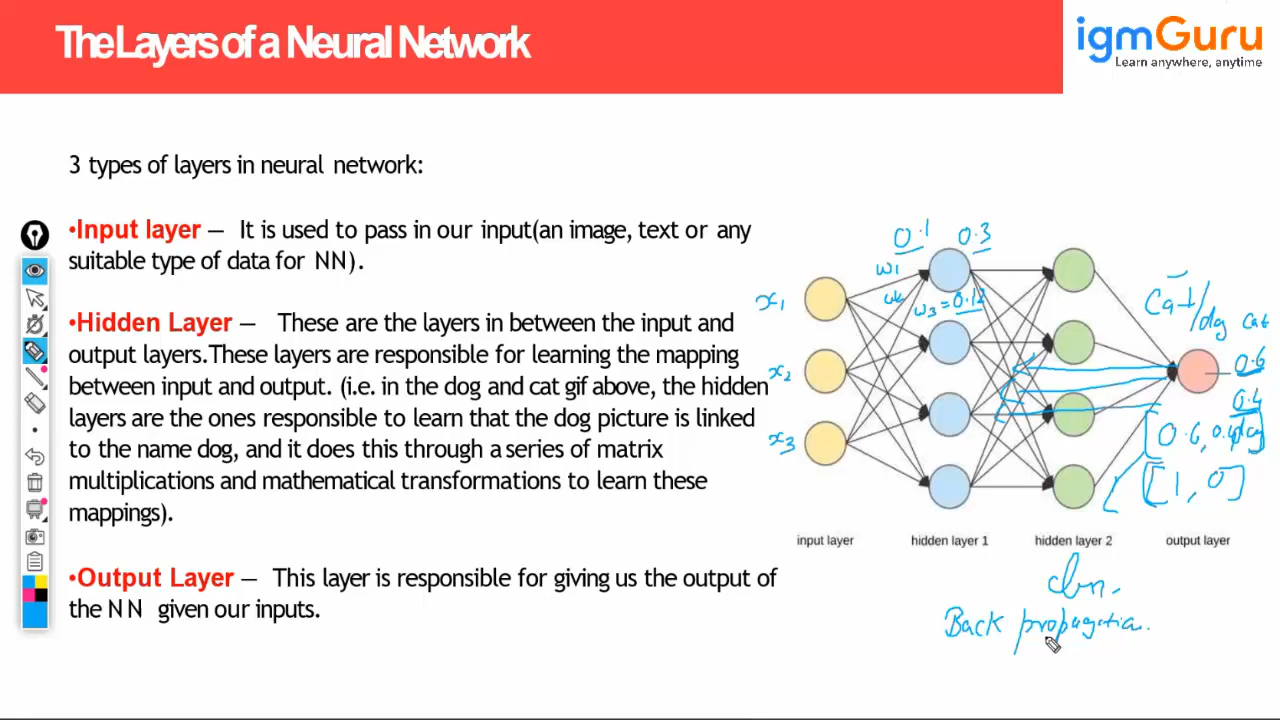 The Layers of a Neural Network
igmGuru
Learn anywhere, anytime
3 types of layers in neural network:
•Input layer – It is used to pass in our input(an image, text or any
suitable type of data for NN).
•Hidden Layer – These are the layers in between the input and
output layers.These layers are responsible for learning the mapping
between input and output. (i.e. in the dog and cat gif above, the hidden
layers are the ones responsible to learn that the dog picture is linked
to the name dog, and it does this through a series of matrix
multiplications and mathematical transformations to learn these
mappings).
•Output Layer – This layer is responsible for giving us the output of
the NN given our inputs.
0.1 0.3
w1
w3 = 0.12
x1
x2
x3
Cat/dog
cat
0.6
0.4
[0.6, 0.4]
[1, 0]
input layer hidden layer 1 hidden layer 2 output layer
Back propagation.